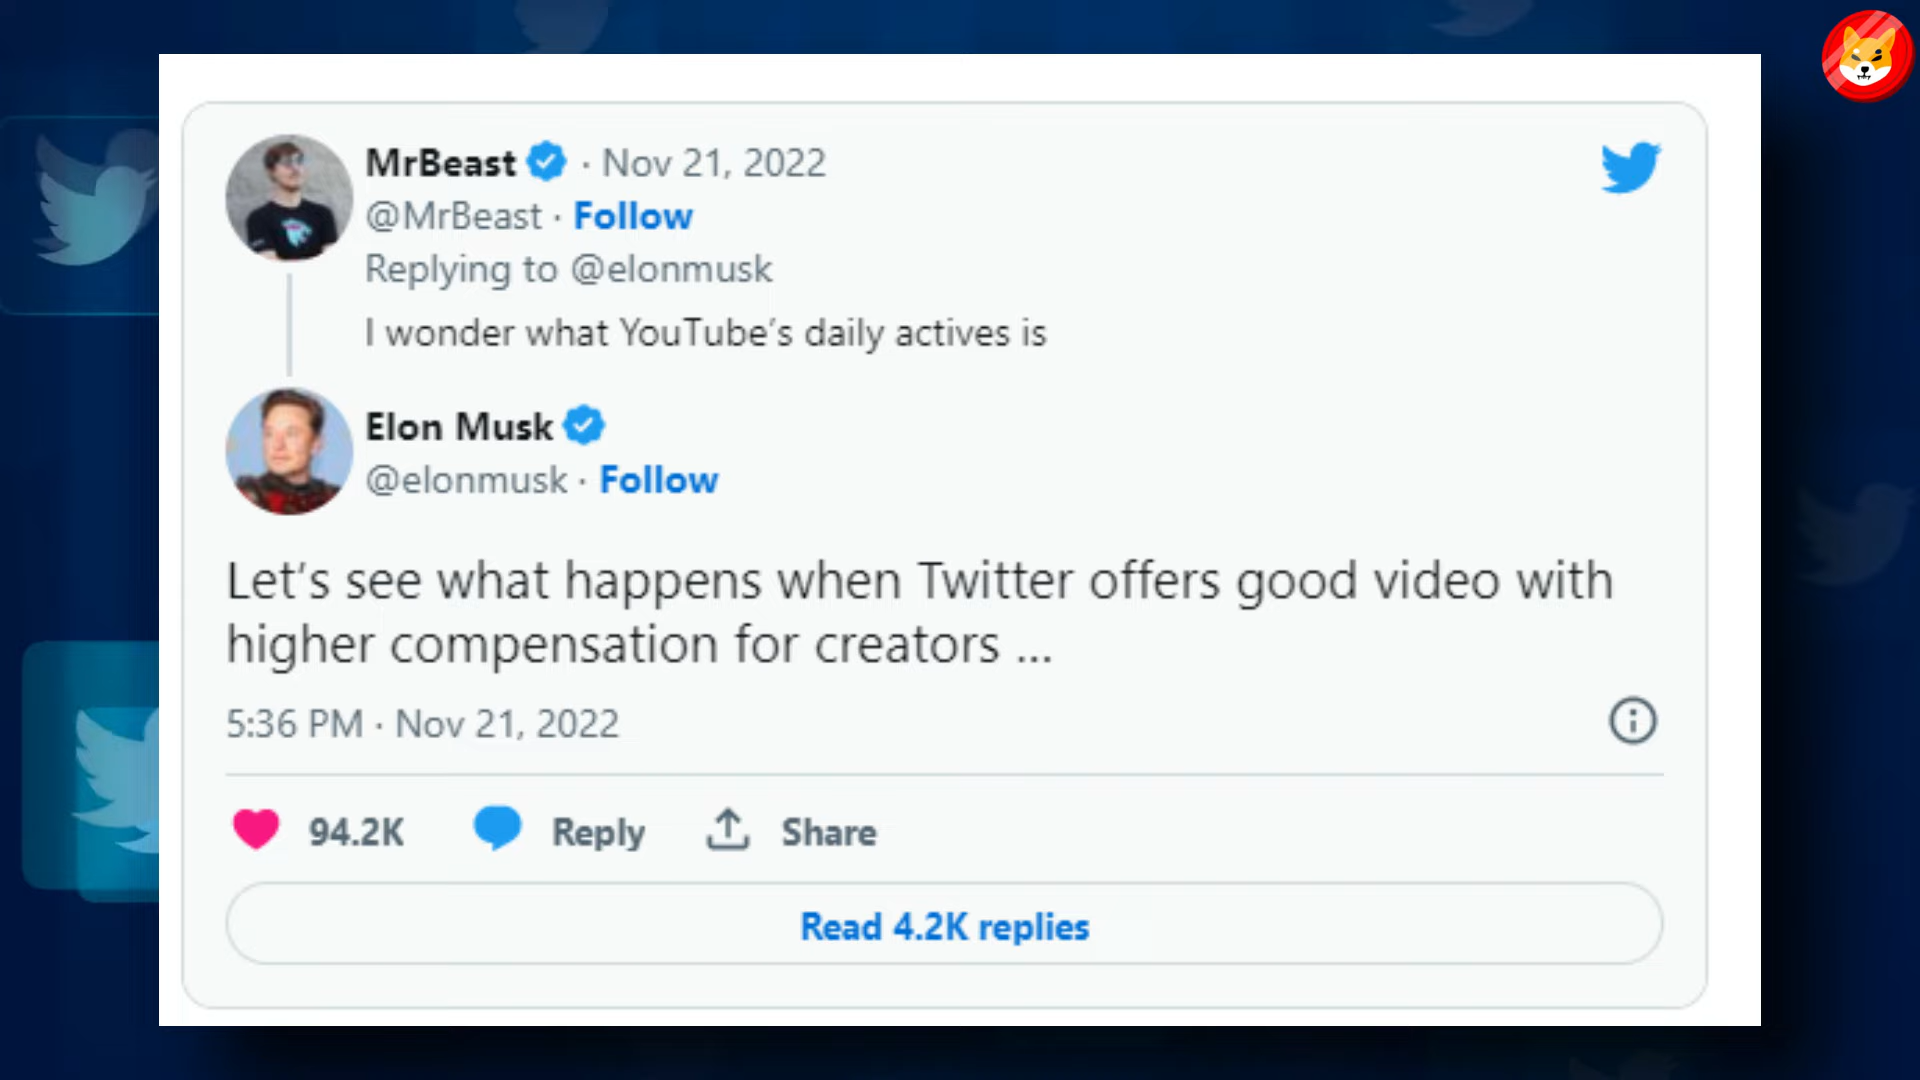 MrBeast · Nov 21, 2022
@MrBeast · Follow
Replying to @elonmusk
I wonder what YouTube’s daily actives is
Elon Musk
@elonmusk · Follow
Let’s see what happens when Twitter offers good video with
higher compensation for creators ...
5:36 PM · Nov 21, 2022
94.2K Reply Share
Read 4.2K replies